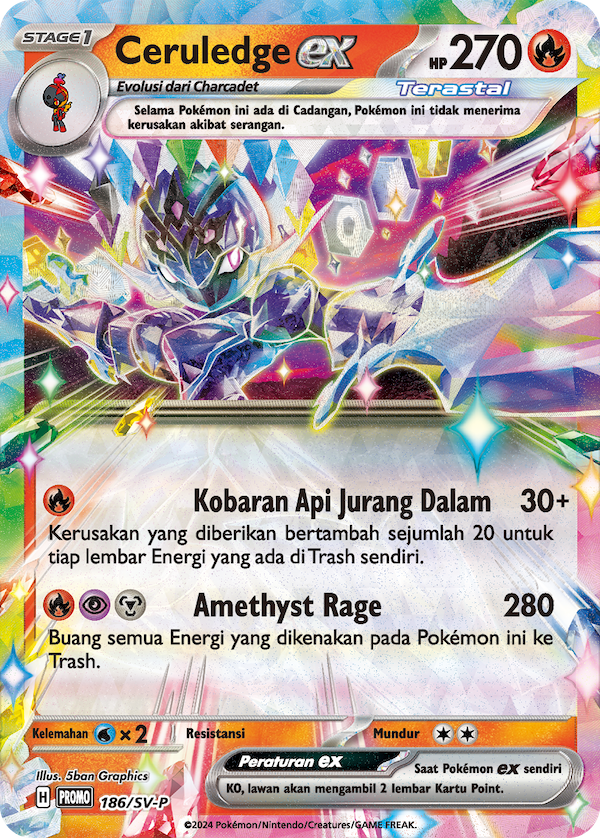 STAGE 1
Ceruledge ex
HP 270
Evolusi dari Charcadet
Terastal
Selama Pokémon ini ada di Cadangan, Pokémon ini tidak menerima
kerusakan akibat serangan.
Kobaran Api Jurang Dalam 30+
Kerusakan yang diberikan bertambah sejumlah 20 untuk
tiap lembar Energi yang ada di Trash sendiri.
Amethyst Rage 280
Buang semua Energi yang dikenakan pada Pokémon ini ke
Trash.
Kelemahan ×2 Resistansi Mundur
Peraturan ex
Saat Pokémon ex sendiri
KO, lawan akan mengambil 2 lembar Kartu Point.
Illus. 5ban Graphics
H PROMO 186/SV-P
©2024 Pokémon/Nintendo/Creatures/GAME FREAK.